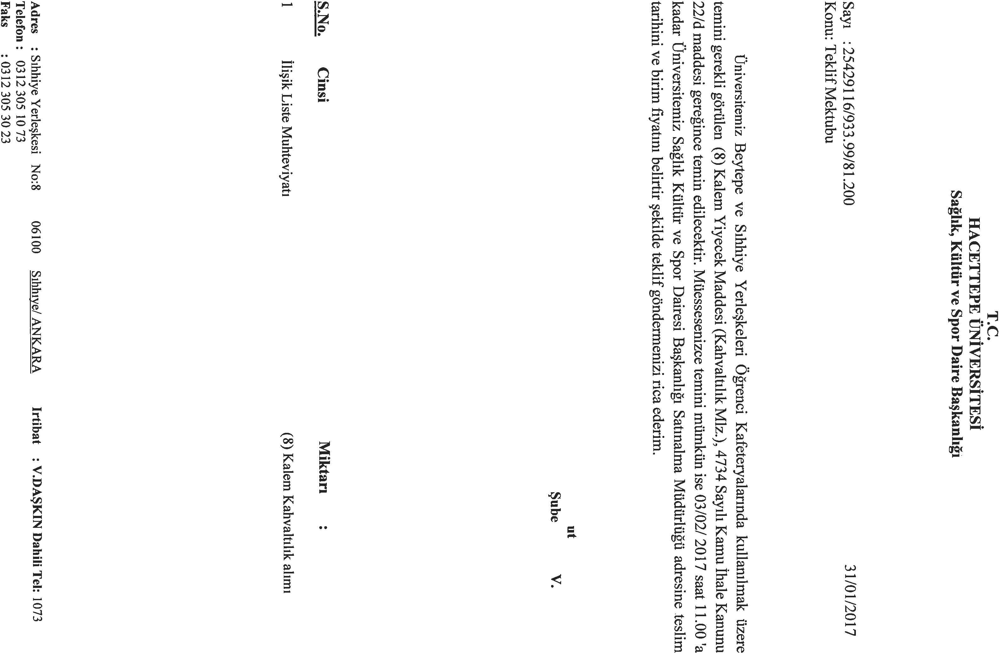 T.C.
HACETTEPE ÜNİVERSİTESİ
Sağlık, Kültür ve Spor Daire Başkanlığı
Sayı : 25429116/933.99/81.200 31/01/2017
Konu: Teklif Mektubu
Üniversitemiz Beytepe ve Sıhhiye Yerleşkeleri Öğrenci Kafeteryalarında kullanılmak üzere
temini gerekli görülen (8) Kalem Yiyecek Maddesi (Kahvaltılık Mlz.), 4734 Sayılı Kamu İhale Kanunu
22/d maddesi gereğince temin edilecektir. Müessesenizce temini mümkün ise 03/02/ 2017 saat 11.00 'a
kadar Üniversitemiz Sağlık Kültür ve Spor Dairesi Başkanlığı Satınalma Müdürlüğü adresine teslim
tarihini ve birim fiyatını belirtir şekilde teklif göndermenizi rica ederim.
ut
Şube V.
S.No. Cinsi Miktarı :
1 İlişik Liste Muhteviyatı (8) Kalem Kahvaltılık alımı
Adres : Sıhhiye Yerleşkesi No:8 06100 Sıhhıye/ ANKARA Irtibat : V.DAŞKIN Dahili Tel: 1073
Telefon : 0312 305 10 73
Faks : 0312 305 30 23